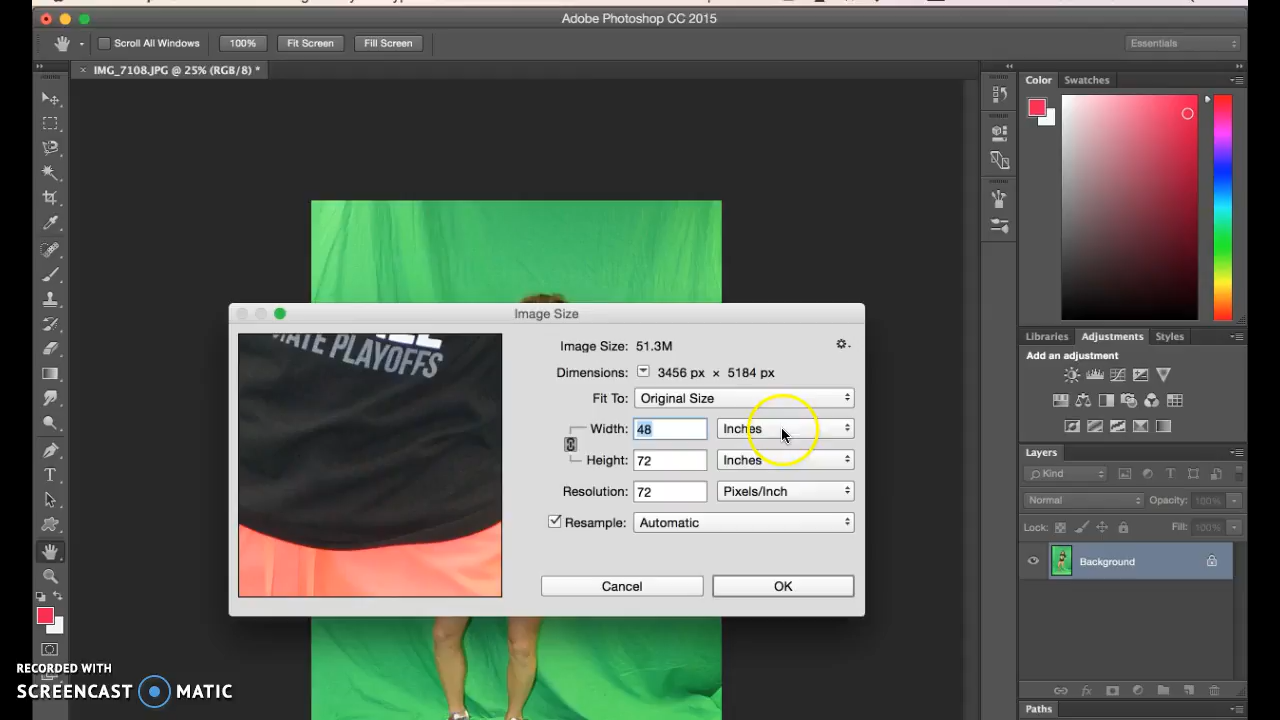 Adobe Photoshop CC 2015
Scroll All Windows 100% Fit Screen Fill Screen Essentials
× IMG_7108.JPG @ 25% (RGB/8) *
Color Swatches
Image Size
Image Size: 51.3M
Dimensions: 3456 px × 5184 px
Fit To: Original Size
Width: 48 Inches
Height: 72 Inches
Resolution: 72 Pixels/Inch
Resample: Automatic
Cancel OK
ATE PLAYOFFS
Libraries Adjustments Styles
Add an adjustment
Layers
Kind
Normal Opacity: 100%
Lock: Fill: 100%
Background
Paths
T
RECORDED WITH
SCREENCAST MATIC